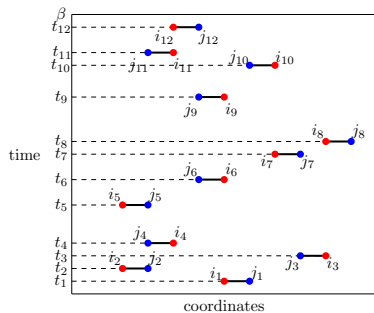 β
t₁₂ i₁₂ j₁₂
t₁₁ j₁₁ i₁₁
t₁₀ j₁₀ i₁₀
t₉ j₉ i₉
t₈ i₈ j₈
time
t₇ i₇ j₇
t₆ j₆ i₆
t₅ i₅ j₅
t₄ j₄ i₄
t₃ j₃ i₃
t₂ i₂ j₂
t₁ i₁ j₁
coordinates